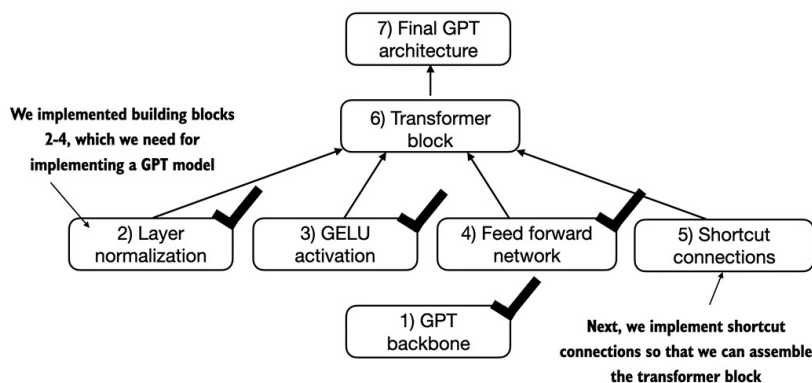 7) Final GPT
architecture
We implemented building blocks
2-4, which we need for
implementing a GPT model
6) Transformer
block
2) Layer
normalization
3) GELU
activation
4) Feed forward
network
5) Shortcut
connections
1) GPT
backbone
Next, we implement shortcut
connections so that we can assemble
the transformer block